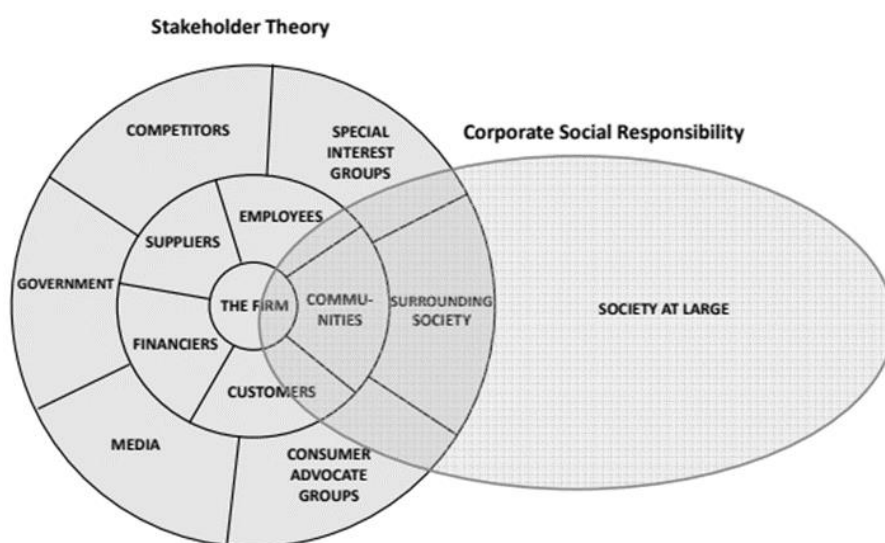 Stakeholder Theory
Corporate Social Responsibility
COMPETITORS
SPECIAL
INTEREST
GROUPS
EMPLOYEES
SUPPLIERS
GOVERNMENT
THE FIRM
COMMU-
NITIES
SURROUNDING
SOCIETY
SOCIETY AT LARGE
FINANCIERS
CUSTOMERS
MEDIA
CONSUMER
ADVOCATE
GROUPS